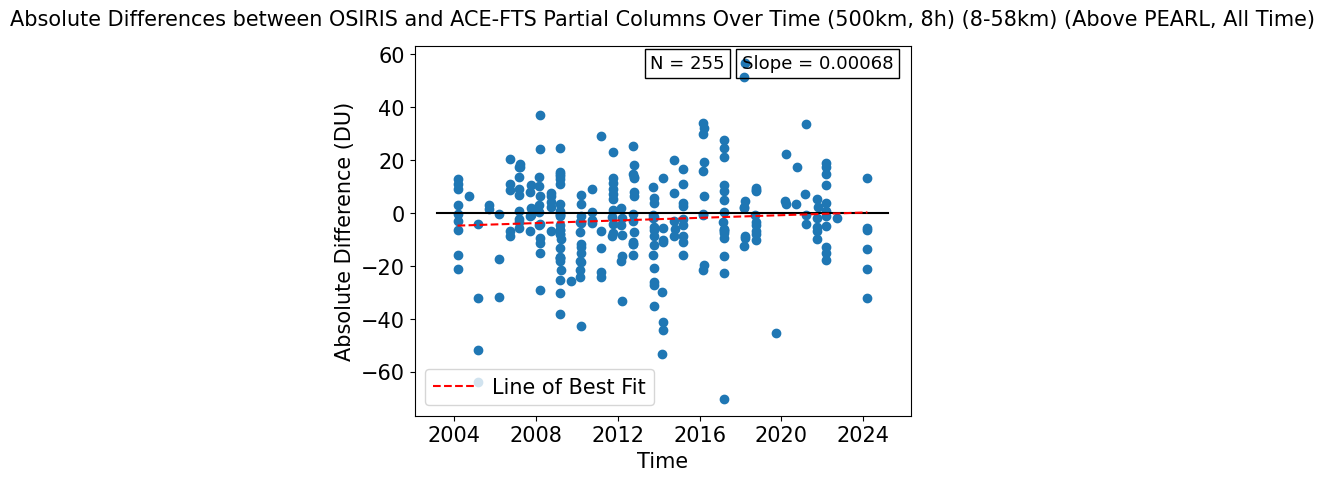 Absolute Differences between OSIRIS and ACE-FTS Partial Columns Over Time (500km, 8h) (8-58km) (Above PEARL, All Time)
60
40
20
0
−20
−40
−60
Absolute Difference (DU)
N = 255
Slope = 0.00068
Line of Best Fit
2004 2008 2012 2016 2020 2024
Time